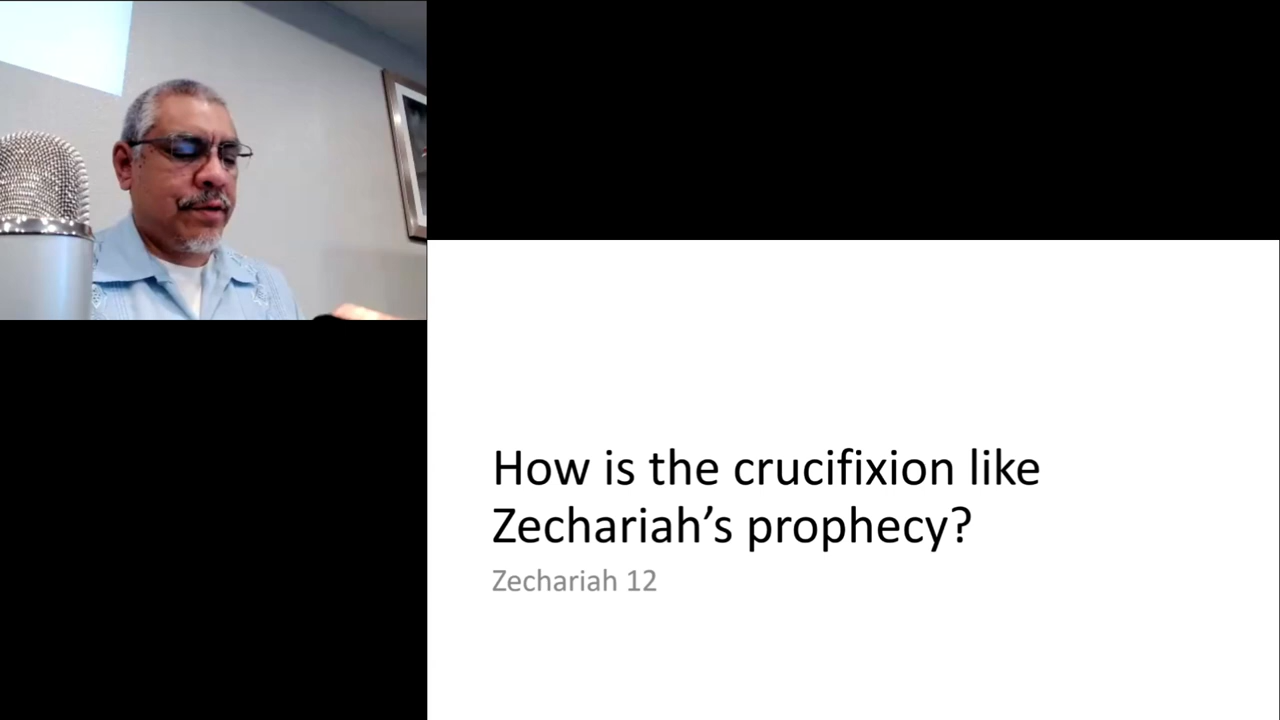 How is the crucifixion like
Zechariah’s prophecy?
Zechariah 12